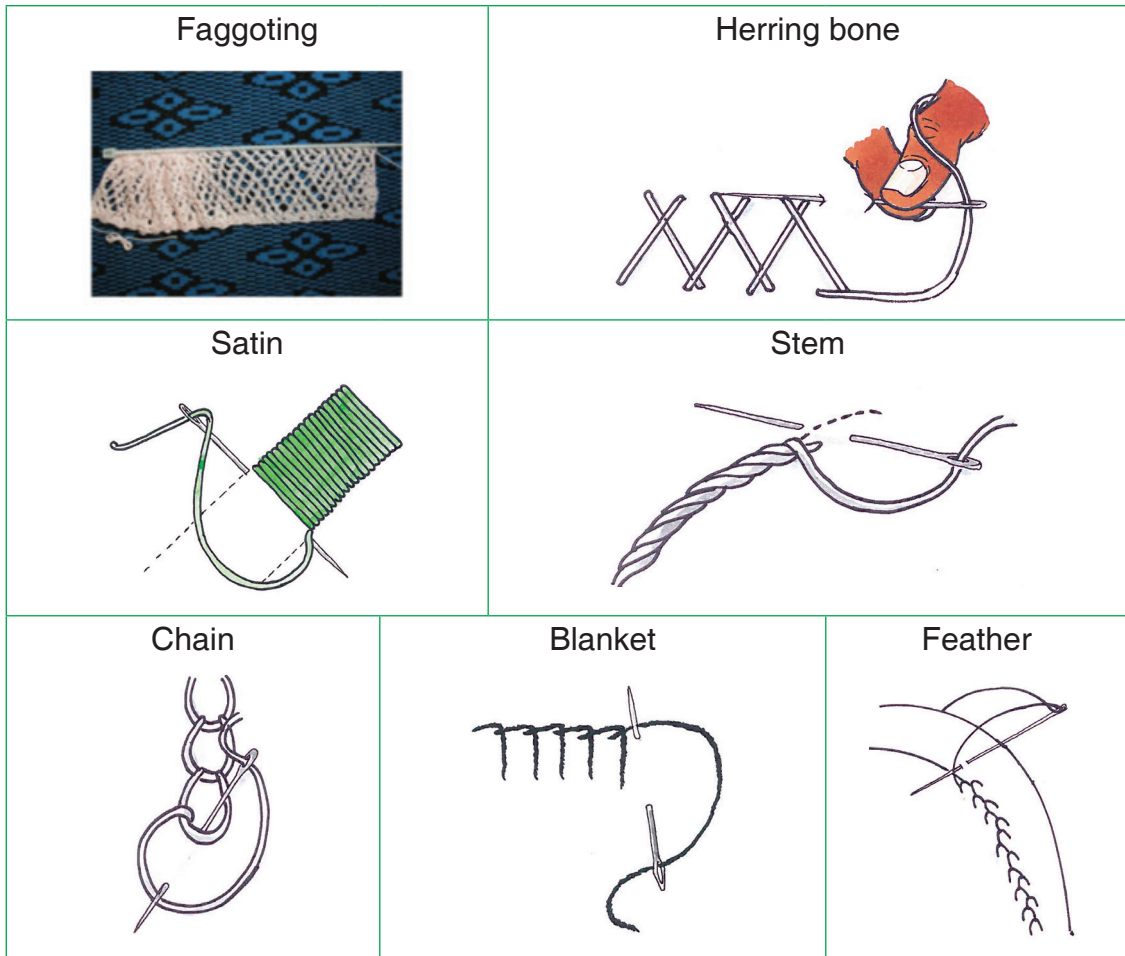 Faggoting
Herring bone
Satin
Stem
Chain
Blanket
Feather